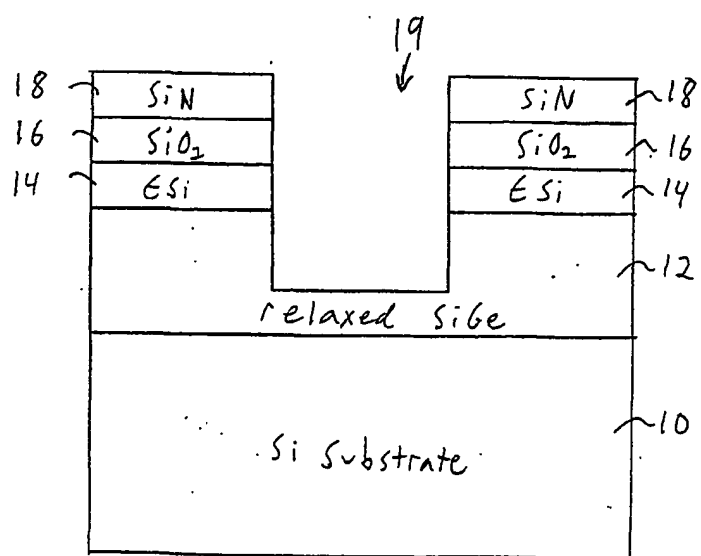 19
18 SiN SiN 18
16 SiO2 SiO2 16
14 ESi ESi 14
12
relaxed SiGe
10
Si Substrate